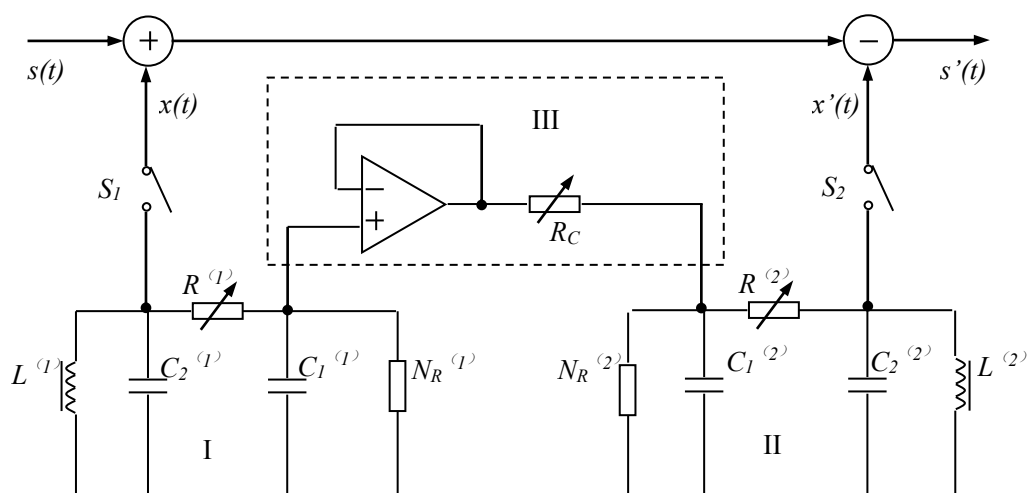 +
−
s(t)
x(t)
x’(t)
s’(t)
III
−
+
S1
S2
RC
R (1)
R (2)
L (1)
C2 (1)
C1 (1)
NR (1)
NR (2)
C1 (2)
C2 (2)
L (2)
I
II